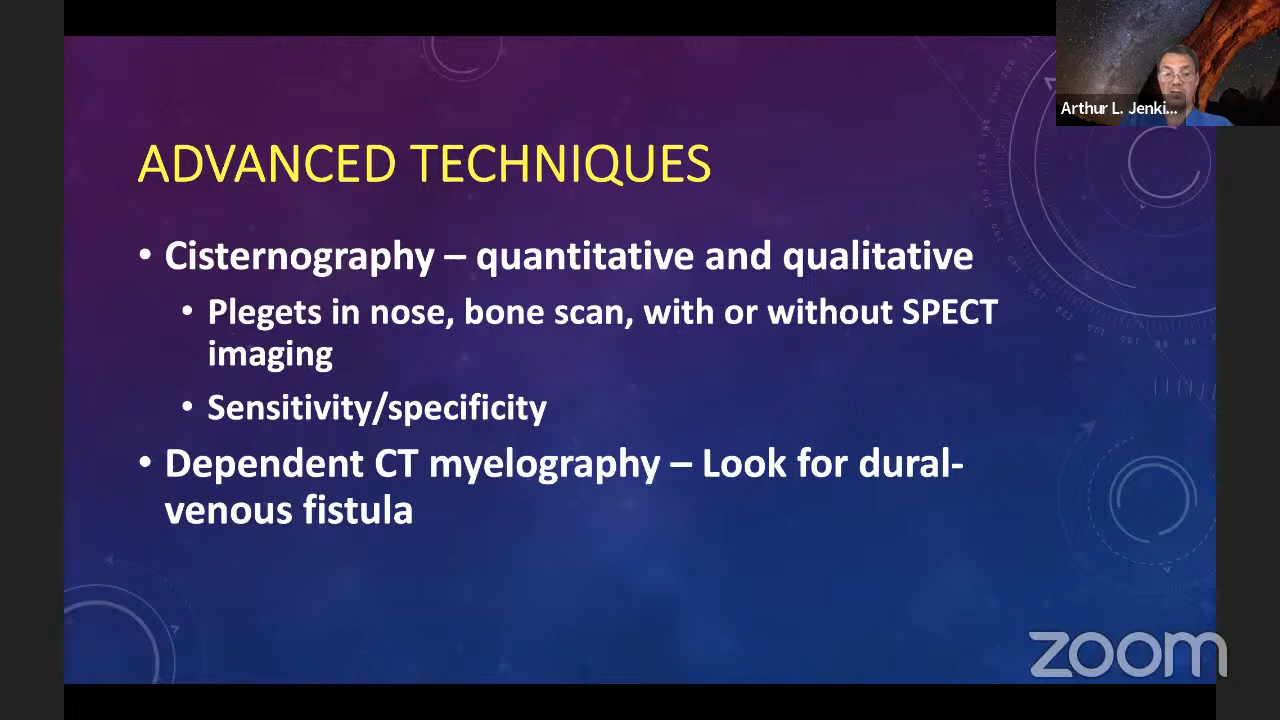 Arthur L. Jenki...
ADVANCED TECHNIQUES
• Cisternography – quantitative and qualitative
• Plegets in nose, bone scan, with or without SPECT
imaging
• Sensitivity/specificity
• Dependent CT myelography – Look for dural-
venous fistula
zoom